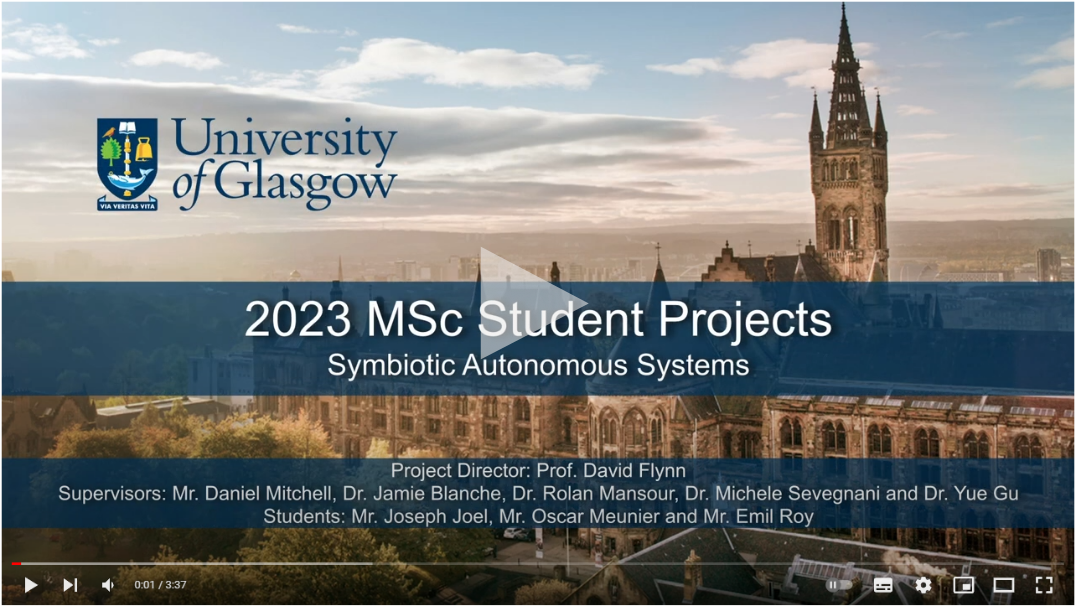 University
of Glasgow
VIA VERITAS VITA
2023 MSc Student Projects
Symbiotic Autonomous Systems
Project Director: Prof. David Flynn
Supervisors: Mr. Daniel Mitchell, Dr. Jamie Blanche, Dr. Rolan Mansour, Dr. Michele Sevegnani and Dr. Yue Gu
Students: Mr. Joseph Joel, Mr. Oscar Meunier and Mr. Emil Roy
0:01 / 3:37